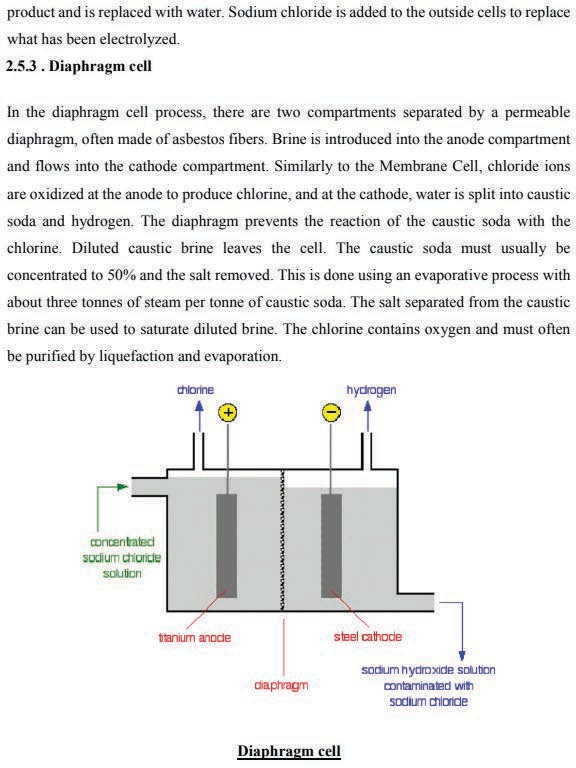 product and is replaced with water. Sodium chloride is added to the outside cells to replace
what has been electrolyzed.
2.5.3 . Diaphragm cell
In the diaphragm cell process, there are two compartments separated by a permeable
diaphragm, often made of asbestos fibers. Brine is introduced into the anode compartment
and flows into the cathode compartment. Similarly to the Membrane Cell, chloride ions
are oxidized at the anode to produce chlorine, and at the cathode, water is split into caustic
soda and hydrogen. The diaphragm prevents the reaction of the caustic soda with the
chlorine. Diluted caustic brine leaves the cell. The caustic soda must usually be
concentrated to 50% and the salt removed. This is done using an evaporative process with
about three tonnes of steam per tonne of caustic soda. The salt separated from the caustic
brine can be used to saturate diluted brine. The chlorine contains oxygen and must often
be purified by liquefaction and evaporation.
chlorine
hydrogen
+
−
concentrated
sodium chloride
solution
titanium anode
steel cathode
diaphragm
sodium hydroxide solution
contaminated with
sodium chloride
Diaphragm cell